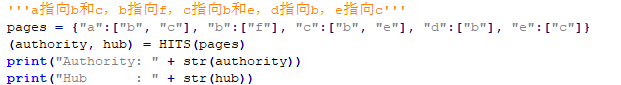 '''a指向b和c，b指向f，c指向b和e，d指向b，e指向c'''
pages = {"a":["b", "c"], "b":["f"], "c":["b", "e"], "d":["b"], "e":["c"]}
(authority, hub) = HITS(pages)
print("Authority: " + str(authority))
print("Hub      : " + str(hub))